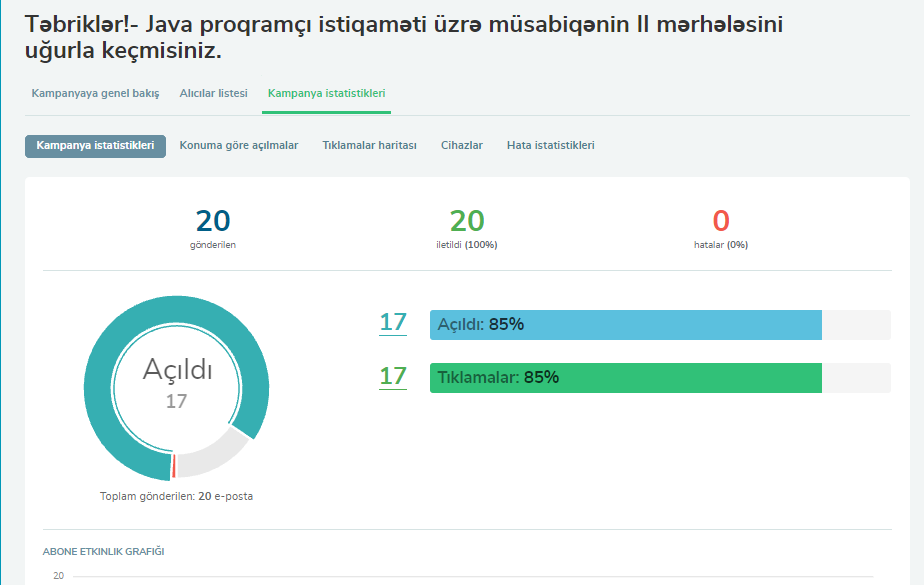 Təbriklər!- Java proqramçı istiqaməti üzrə müsabiqənin II mərhələsini
uğurla keçmisiniz.
Kampanyaya genel bakış Alıcılar listesi Kampanya istatistikleri
Kampanya istatistikleri Konuma göre açılmalar Tıklamalar haritası Cihazlar Hata istatistikleri
20 20 0
gönderilen iletildi (100%) hatalar (0%)
17 Açıldı: 85%
Açıldı
17
17 Tıklamalar: 85%
Toplam gönderilen: 20 e-posta
ABONE ETKINLIK GRAFIĞI
20